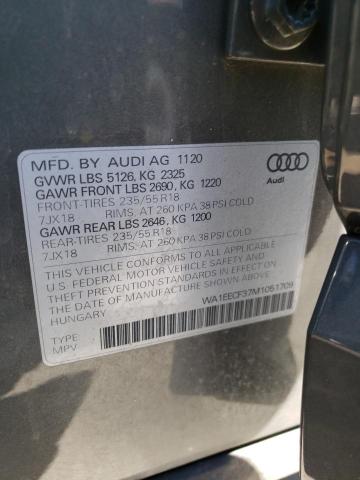 MFD. BY AUDI AG 1120
GVWR LBS 5126, KG 2325
GAWR FRONT LBS 2690, KG 1220
FRONT-TIRES 235/55 R18
7JX18 RIMS. AT 260 KPA 38 PSI COLD
GAWR REAR LBS 2646, KG 1200
REAR-TIRES 235/55 R18
7JX18 RIMS. AT 260 KPA 38 PSI COLD
THIS VEHICLE CONFORMS TO ALL APPLICABLE
U.S. FEDERAL MOTOR VEHICLE SAFETY AND
THEFT PREVENTION STANDARDS IN EFFECT ON
THE DATE OF MANUFACTURE SHOWN ABOVE
HUNGARY
WA1EECF37M1051709
TYPE
MPV
Audi